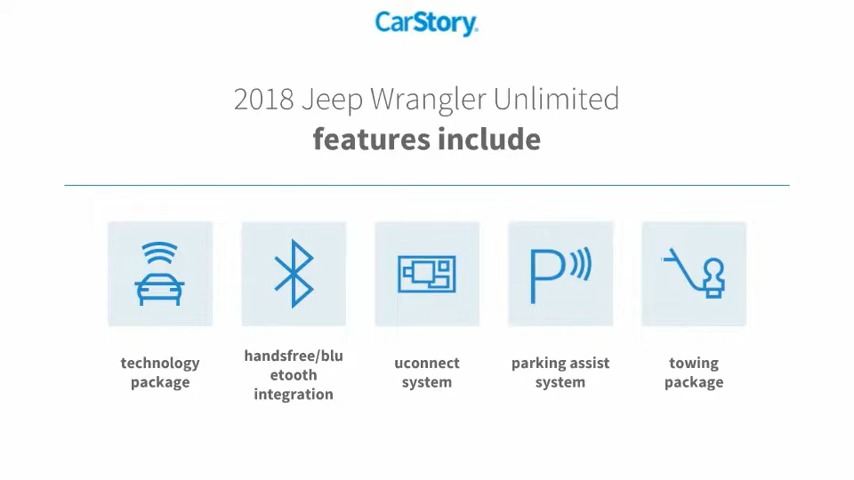 CarStory.
2018 Jeep Wrangler Unlimited
features include
technology
package
handsfree/blu
etooth
integration
uconnect
system
P
parking assist
system
towing
package